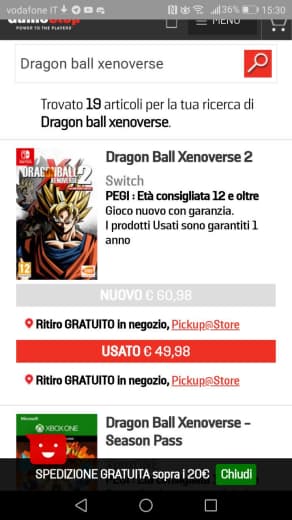 vodafone IT
36% 15:30
GameStop
POWER TO THE PLAYERS
MENU
Dragon ball xenoverse
Trovato 19 articoli per la tua ricerca di
Dragon ball xenoverse.
Dragon Ball Xenoverse 2
Switch
PEGI : Età consigliata 12 e oltre
Gioco nuovo con garanzia.
I prodotti Usati sono garantiti 1
anno
DRAGONBALL
XENOVERSE 2
12
NUOVO € 60,98
Ritiro GRATUITO in negozio, Pickup@Store
USATO € 49,98
Ritiro GRATUITO in negozio, Pickup@Store
Microsoft
XBOX ONE
Dragon Ball Xenoverse -
Season Pass
SPEDIZIONE GRATUITA sopra i 20€ Chiudi